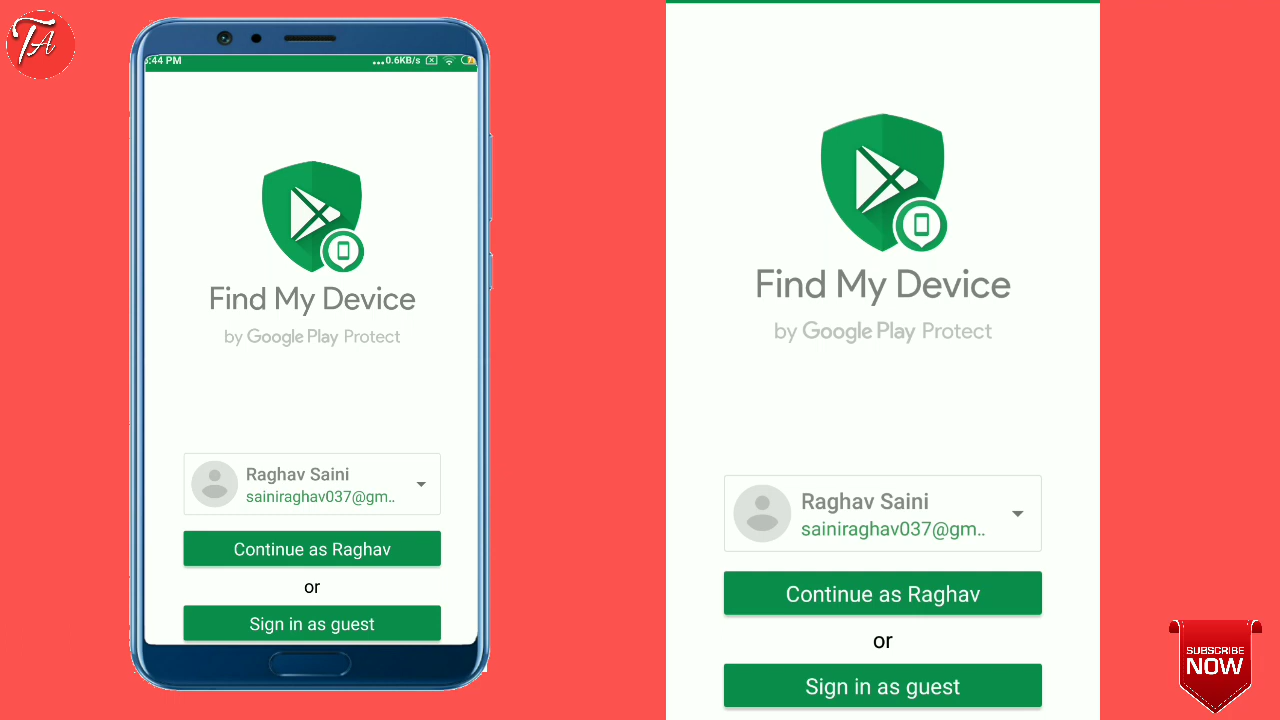 TA
:44 PM
...0.6KB/s
Find My Device
by Google Play Protect
Raghav Saini
sainiraghav037@gm..
Continue as Raghav
or
Sign in as guest
Find My Device
by Google Play Protect
Raghav Saini
sainiraghav037@gm..
Continue as Raghav
or
Sign in as guest
SUBSCRIBE
NOW